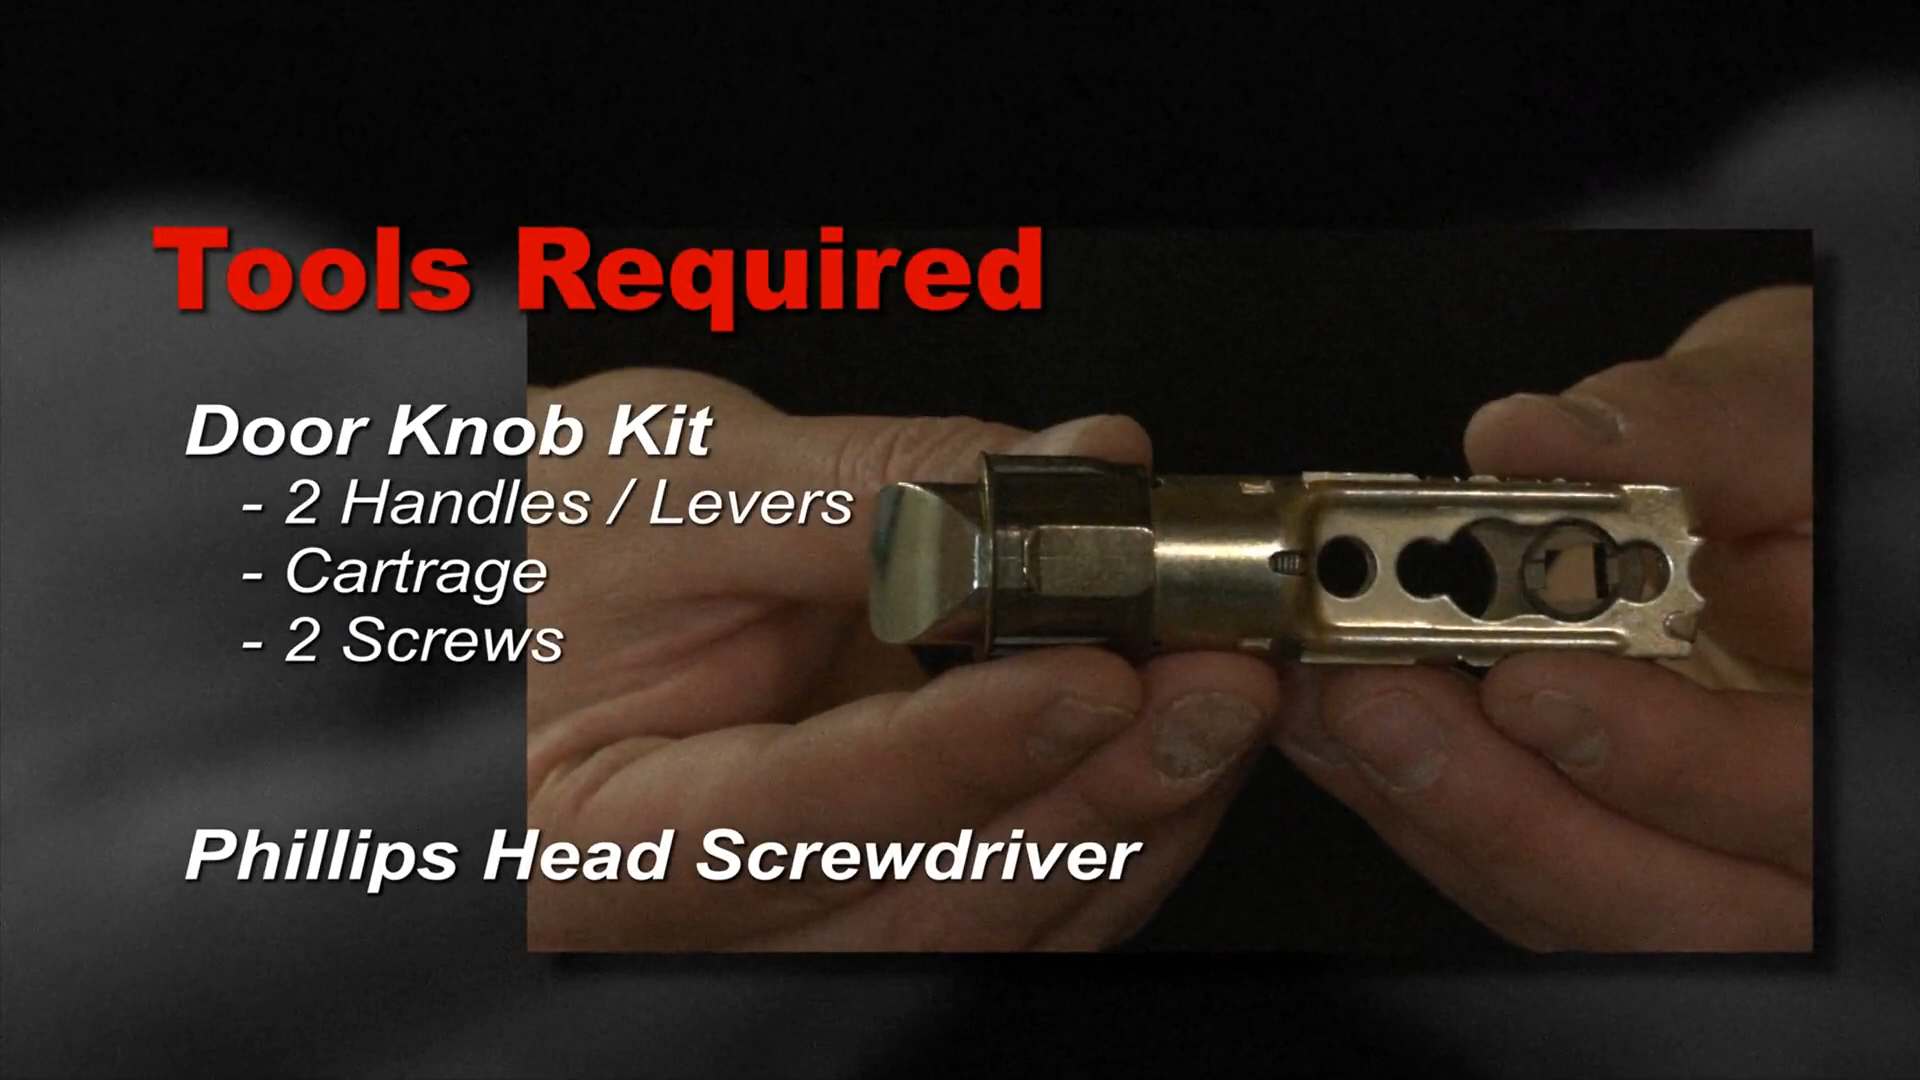 Tools Required
Door Knob Kit
- 2 Handles / Levers
- Cartrage
- 2 Screws
Phillips Head Screwdriver